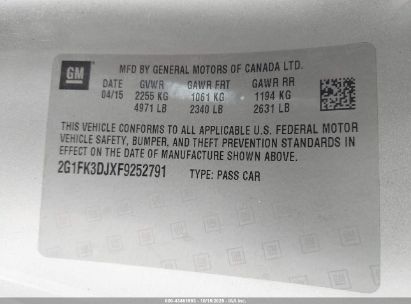 GM
MFD BY GENERAL MOTORS OF CANADA LTD.
DATE GVWR GAWR FRT GAWR RR
04/15 2255 KG 1061 KG 1194 KG
4971 LB 2340 LB 2631 LB
THIS VEHICLE CONFORMS TO ALL APPLICABLE U.S. FEDERAL MOTOR
VEHICLE SAFETY, BUMPER, AND THEFT PREVENTION STANDARDS IN
EFFECT ON THE DATE OF MANUFACTURE SHOWN ABOVE.
2G1FK3DJXF9252791 TYPE: PASS CAR